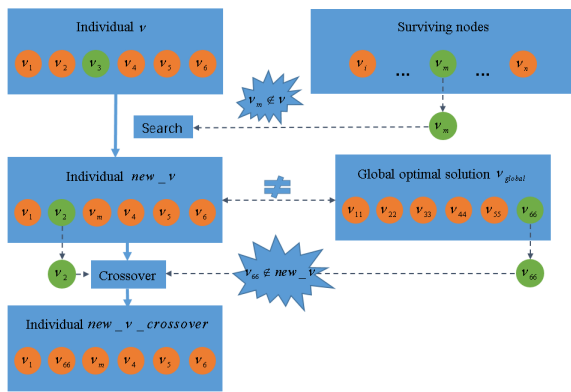 Individual v
v1 v2 v3 v4 v5 v6
Surviving nodes
vi ... vm ... vn
vm ∉ v
vm
Search
Individual new_v
v1 v2 vm v4 v5 v6
≠
Global optimal solution v global
v11 v22 v33 v44 v55 v66
v2
Crossover
v66 ∉ new_v
v66
Individual new_v_crossover
v1 v66 vm v4 v5 v6